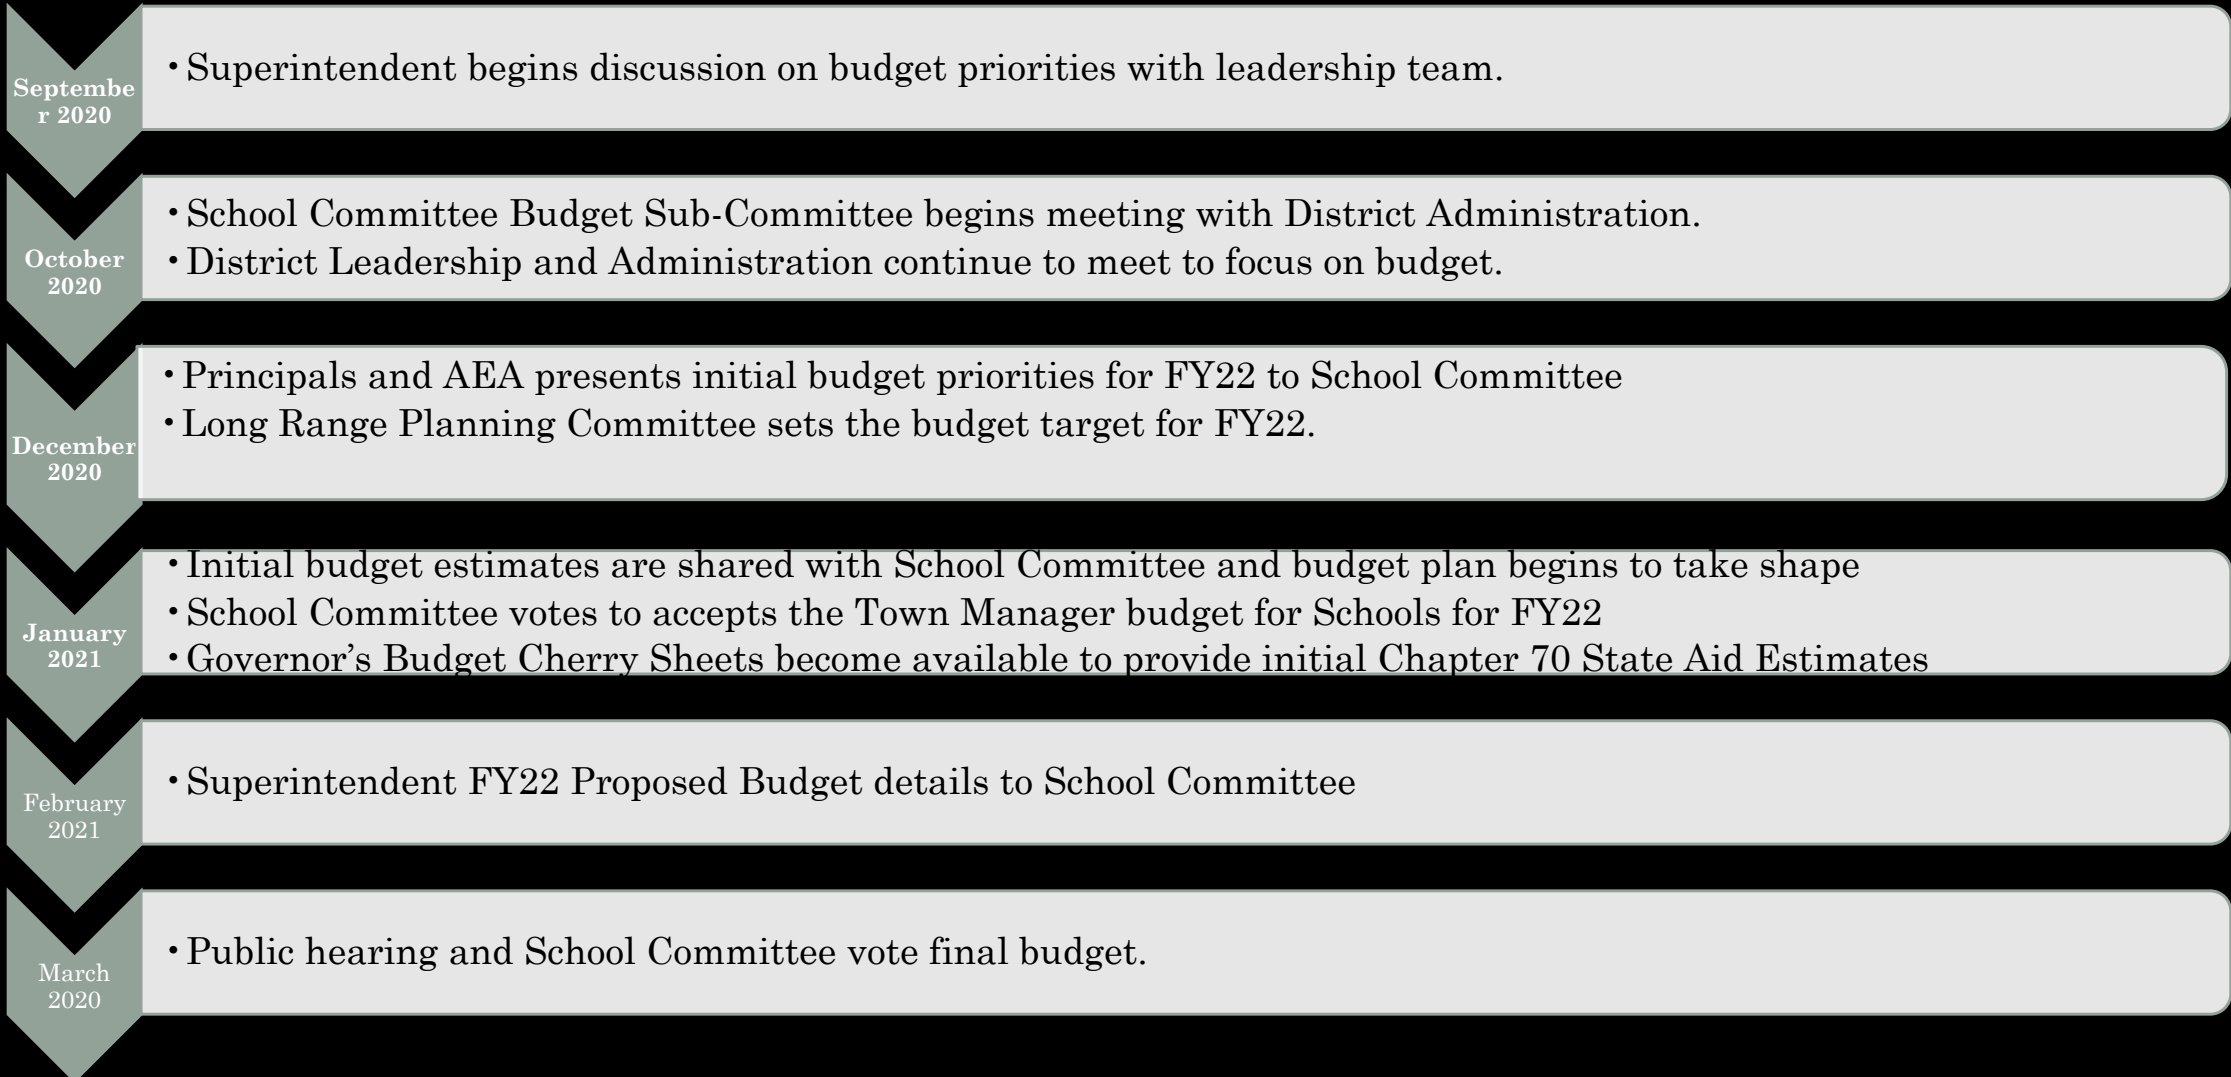 Septembe
r 2020
• Superintendent begins discussion on budget priorities with leadership team.
October
2020
• School Committee Budget Sub-Committee begins meeting with District Administration.
• District Leadership and Administration continue to meet to focus on budget.
December
2020
• Principals and AEA presents initial budget priorities for FY22 to School Committee
• Long Range Planning Committee sets the budget target for FY22.
January
2021
• Initial budget estimates are shared with School Committee and budget plan begins to take shape
• School Committee votes to accepts the Town Manager budget for Schools for FY22
• Governor’s Budget Cherry Sheets become available to provide initial Chapter 70 State Aid Estimates
February
2021
• Superintendent FY22 Proposed Budget details to School Committee
March
2020
• Public hearing and School Committee vote final budget.